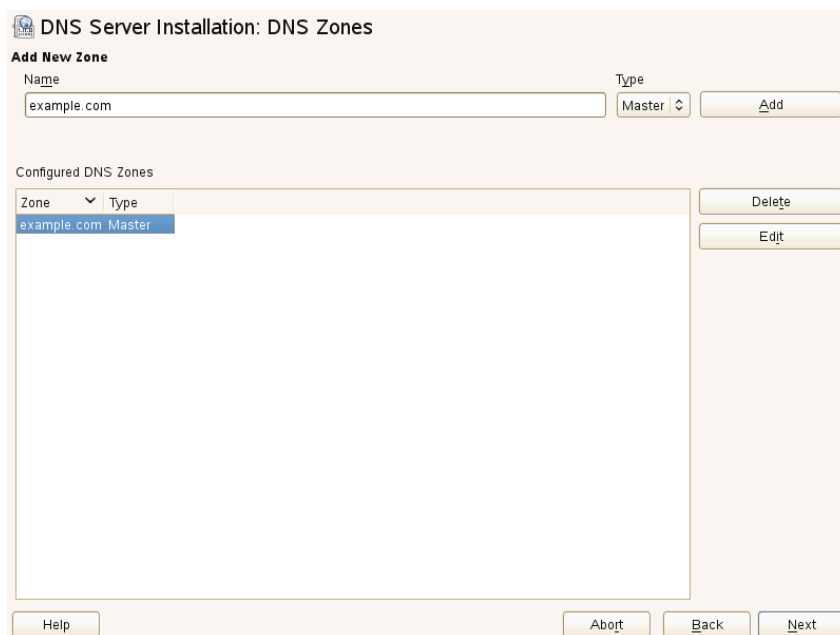 DNS Server Installation: DNS Zones
Add New Zone
Name
Type
example.com
Master
Add
Configured DNS Zones
Zone Type
Delete
example.com Master
Edit
Help
Abort
Back
Next